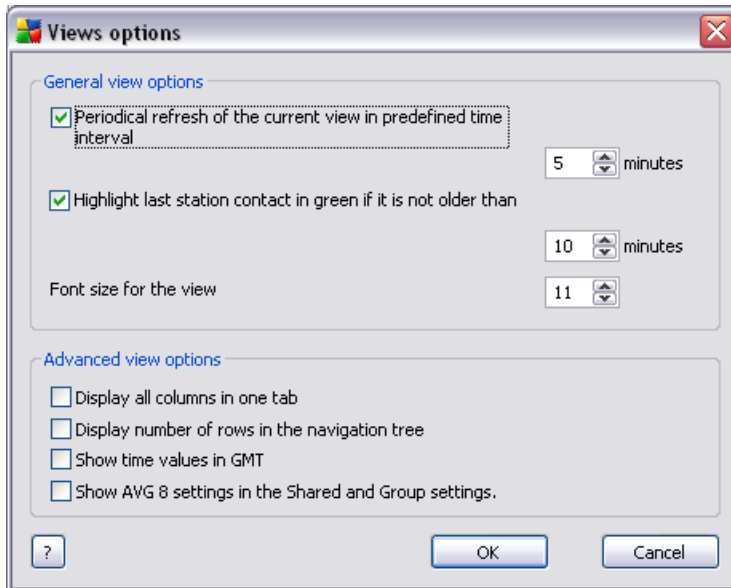 Views options
General view options
Periodical refresh of the current view in predefined time
interval
5 minutes
Highlight last station contact in green if it is not older than
10 minutes
Font size for the view 11
Advanced view options
Display all columns in one tab
Display number of rows in the navigation tree
Show time values in GMT
Show AVG 8 settings in the Shared and Group settings.
? OK Cancel